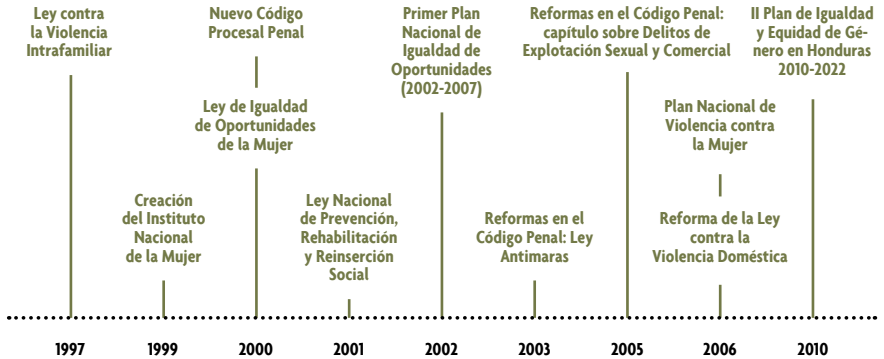 Ley contra
la Violencia
Intrafamiliar
Nuevo Código
Procesal Penal
Ley de Igualdad
de Oportunidades
de la Mujer
Primer Plan
Nacional de
Igualdad de
Oportunidades
(2002-2007)
Reformas en el Código Penal:
capítulo sobre Delitos de
Explotación Sexual y Comercial
II Plan de Igualdad
y Equidad de Gé-
nero en Honduras
2010-2022
Plan Nacional de
Violencia contra
la Mujer
Creación
del Instituto
Nacional
de la Mujer
Ley Nacional
de Prevención,
Rehabilitación
y Reinserción
Social
Reformas en el
Código Penal: Ley
Antimaras
Reforma de la Ley
contra la
Violencia Doméstica
1997 1999 2000 2001 2002 2003 2005 2006 2010